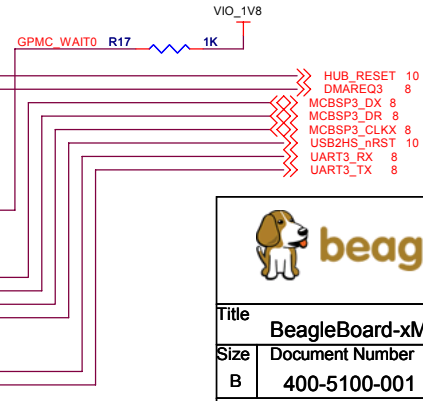 VIO_1V8
GPMC_WAIT0 R17 1K
HUB_RESET 10
DMAREQ3 8
MCBSP3_DX 8
MCBSP3_DR 8
MCBSP3_CLKX 8
USB2HS_nRST 10
UART3_RX 8
UART3_TX 8
beag
Title
BeagleBoard-xM
Size Document Number
B 400-5100-001